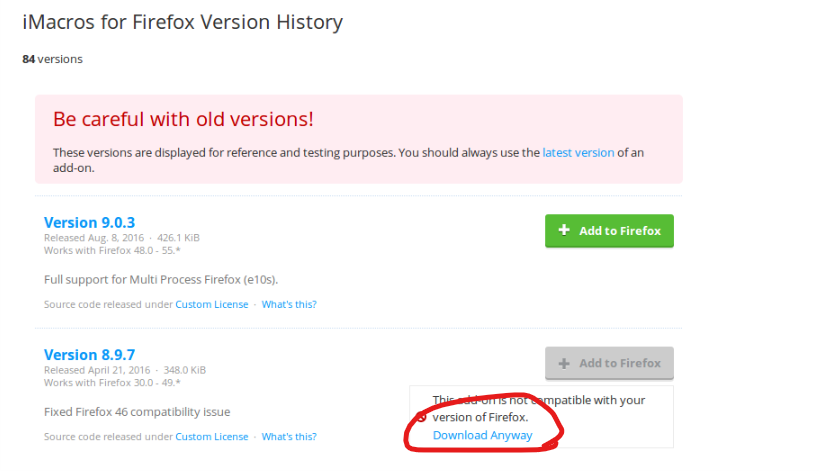 iMacros for Firefox Version History
84 versions
Be careful with old versions!
These versions are displayed for reference and testing purposes. You should always use the latest version of an
add-on.
Version 9.0.3
Released Aug. 8, 2016 · 426.1 KiB
Works with Firefox 48.0 - 55.*
+ Add to Firefox
Full support for Multi Process Firefox (e10s).
Source code released under Custom License · What's this?
Version 8.9.7
Released April 21, 2016 · 348.0 KiB
Works with Firefox 30.0 - 49.*
+ Add to Firefox
This add-on is not compatible with your
version of Firefox.
Download Anyway
Fixed Firefox 46 compatibility issue
Source code released under Custom License · What's this?